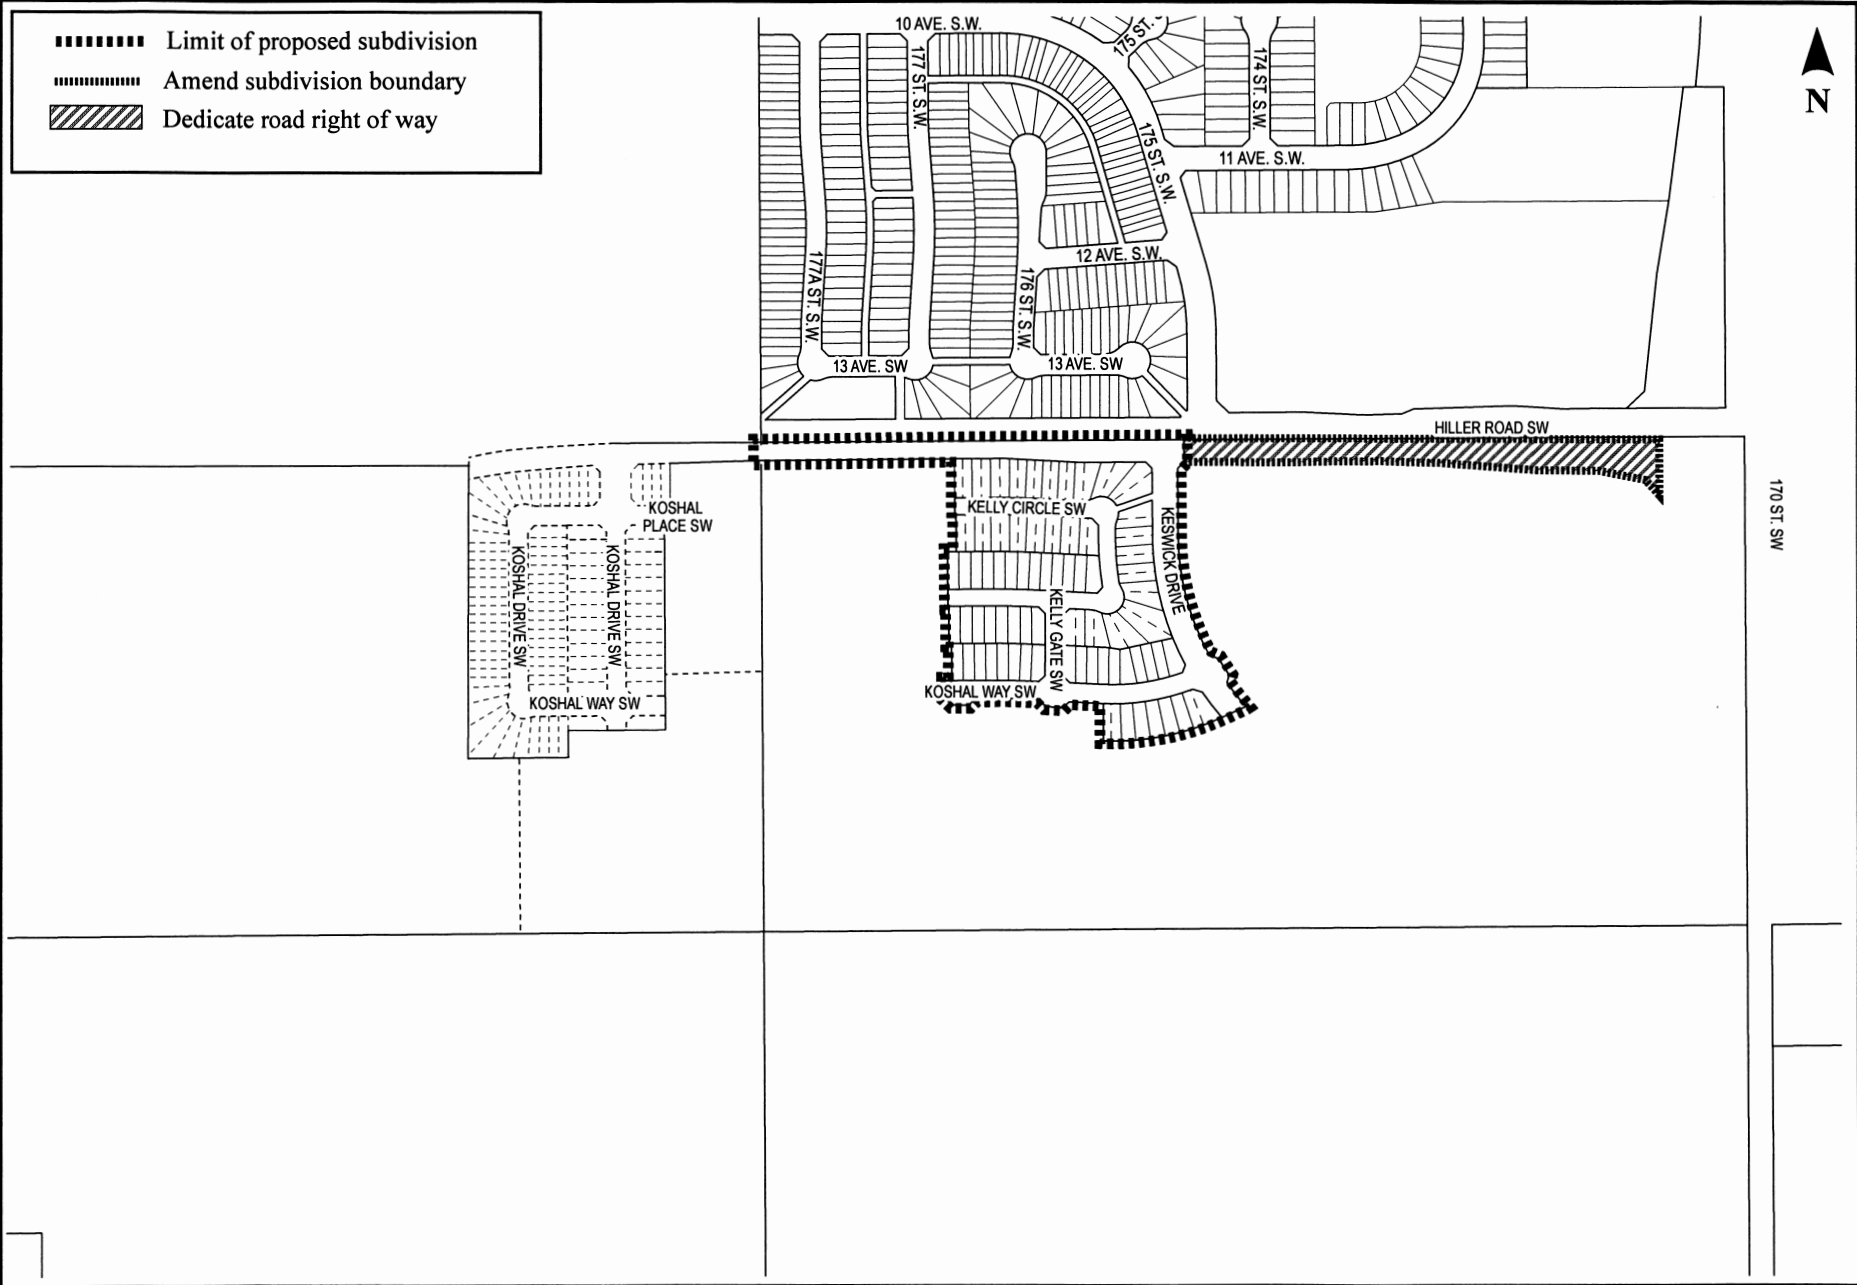 Limit of proposed subdivision
Amend subdivision boundary
Dedicate road right of way
N
10 AVE. S.W.
175 ST. S
177 ST. S.W.
174 ST. S.W.
175 ST. S.W.
11 AVE. S.W.
177A ST. S.W.
176 ST. S.W.
12 AVE. S.W.
13 AVE. SW
13 AVE. SW
HILLER ROAD SW
170 ST. SW
KOSHAL
PLACE SW
KELLY CIRCLE SW
KESWICK DRIVE
KOSHAL DRIVE SW
KOSHAL DRIVE SW
KELLY GATE SW
KOSHAL WAY SW
KOSHAL WAY SW